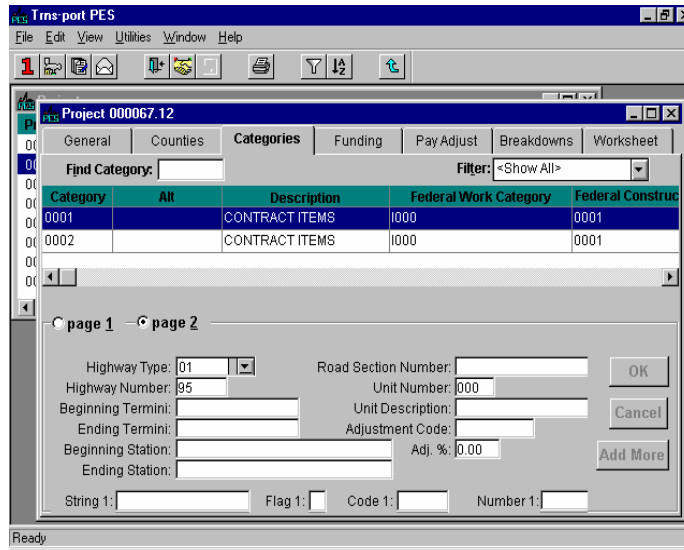 Trns·port PES
File Edit View Utilities Window Help
Project 000067.12
General Counties Categories Funding Pay Adjust Breakdowns Worksheet
Find Category: Filter: <Show All>
Category Alt Description Federal Work Category Federal Construc
0001 CONTRACT ITEMS I000 0001
0002 CONTRACT ITEMS I000 0001
page 1 page 2
Highway Type: 01 Road Section Number:
Highway Number: 95 Unit Number: 000
Beginning Termini: Unit Description:
Ending Termini: Adjustment Code:
Beginning Station: Adj. %: 0.00
Ending Station:
OK
Cancel
Add More
String 1: Flag 1: Code 1: Number 1:
Ready